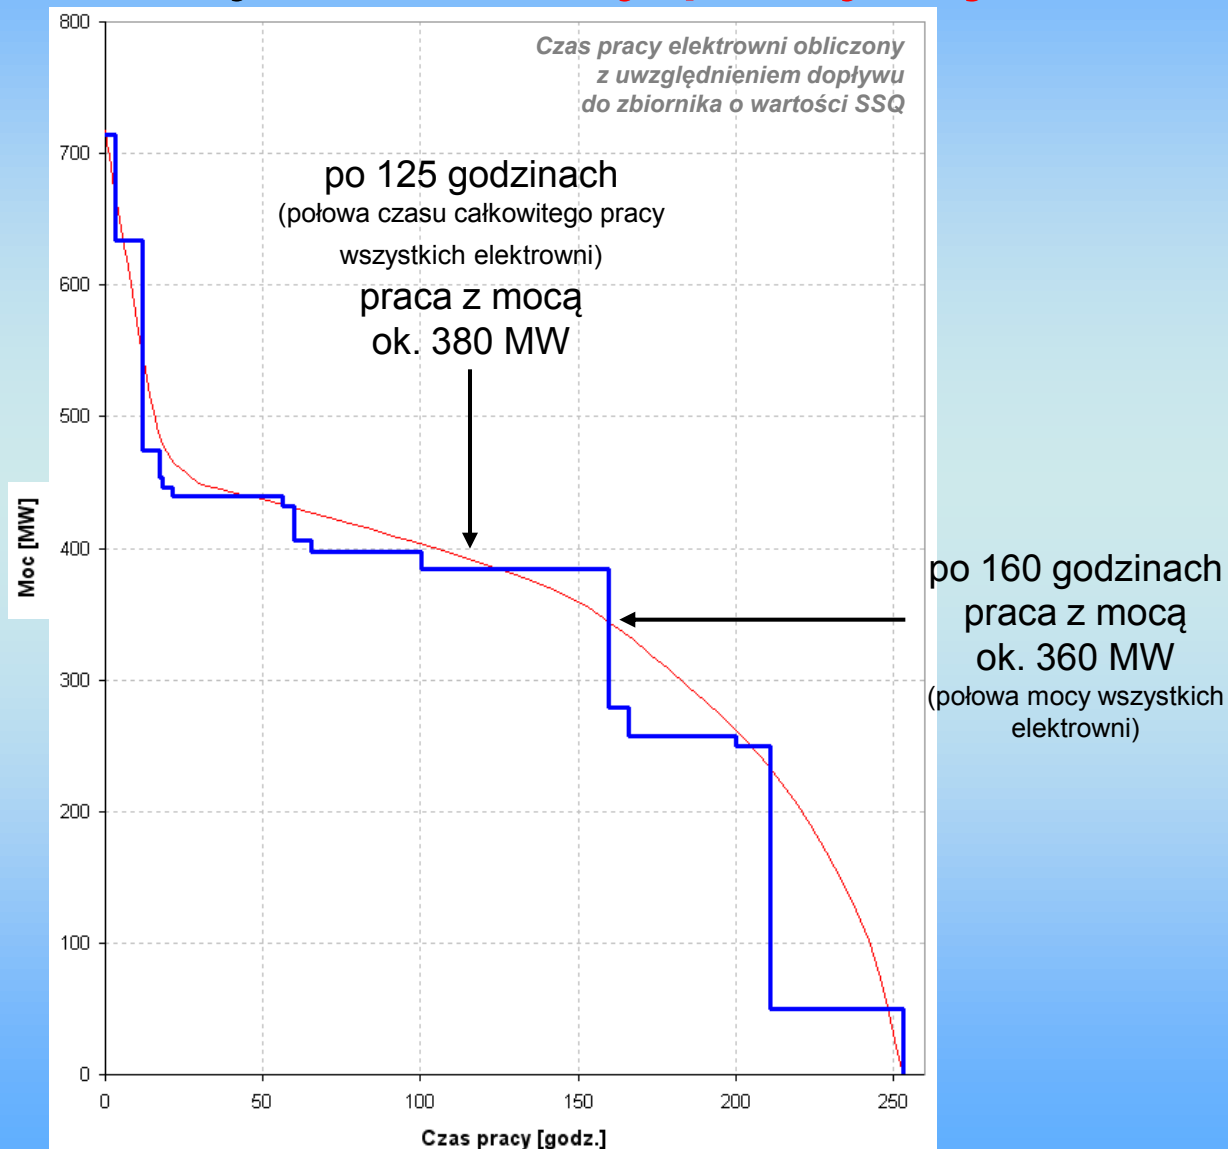 800
700
600
500
400
300
200
100
0
Moc [MW]
Czas pracy elektrowni obliczony
z uwzględnieniem dopływu
do zbiornika o wartości SSQ
po 125 godzinach
(połowa czasu całkowitego pracy
wszystkich elektrowni)
praca z mocą
ok. 380 MW
po 160 godzinach
praca z mocą
ok. 360 MW
(połowa mocy wszystkich
elektrowni)
0 50 100 150 200 250
Czas pracy [godz.]